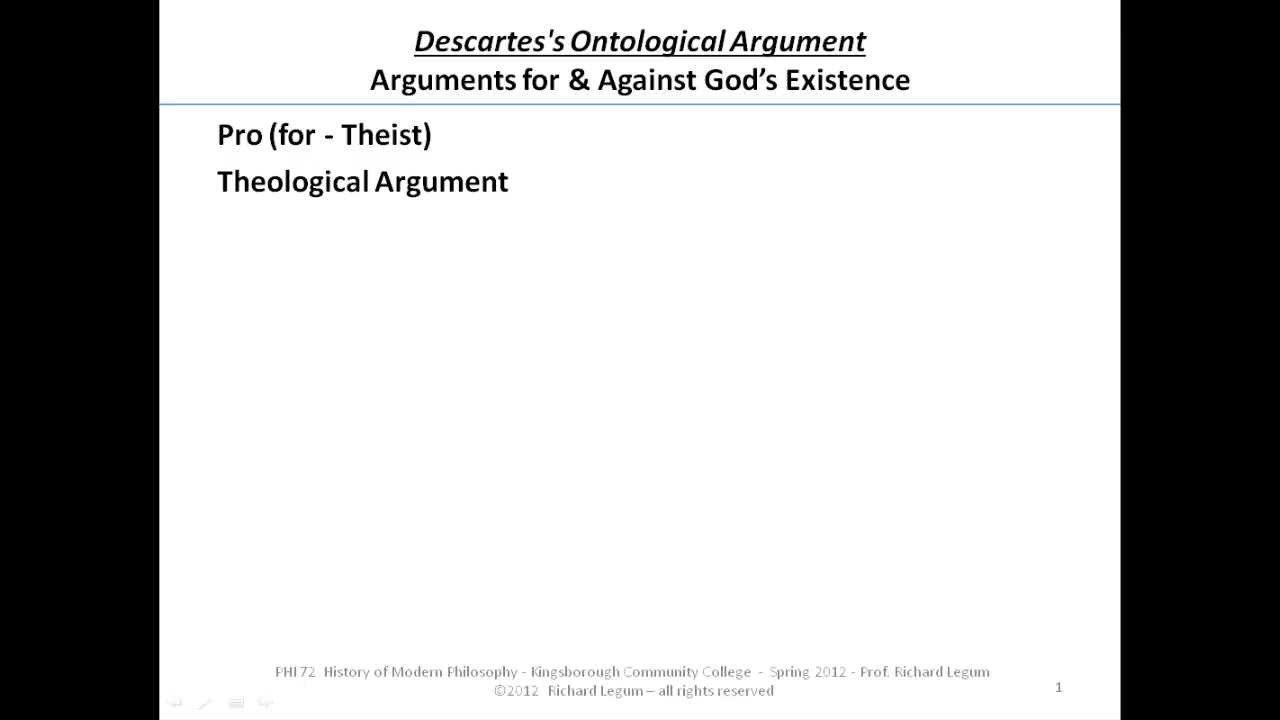 Descartes's Ontological Argument
Arguments for & Against God’s Existence
Pro (for - Theist)
Theological Argument
PHI 72 History of Modern Philosophy - Kingsborough Community College - Spring 2012 - Prof. Richard Legum
©2012 Richard Legum – all rights reserved
1